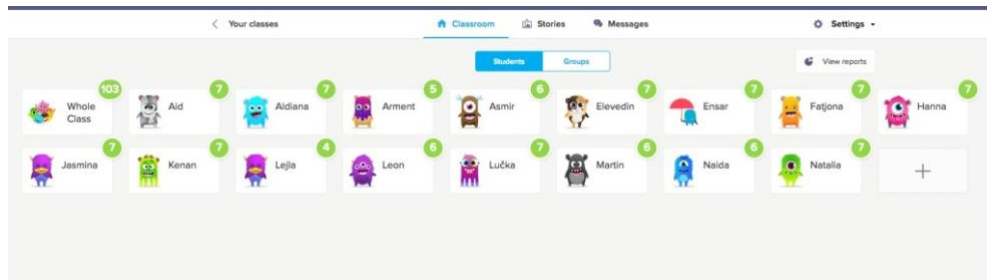 Your classes
Classroom
Stories
Messages
Settings
Students
Groups
View reports
103
Whole
Class
7
Aid
7
Aldiana
5
Arment
6
Asmir
7
Elevedin
7
Ensar
7
Fatjona
7
Hanna
7
Jasmina
7
Kenan
4
Lejla
6
Leon
7
Lučka
6
Martin
6
Naida
7
Natalia